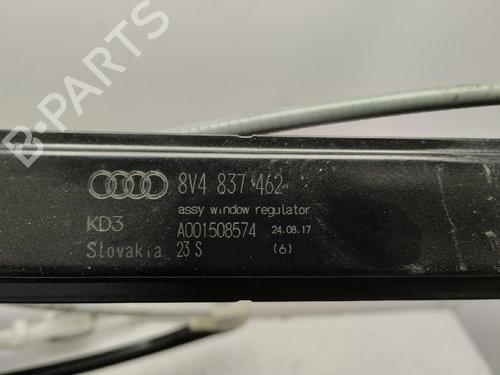 B-PARTS
8V4 837 462
assy window regulator
KD3
A001508574 24.08.17
Slovakia 23 S (6)